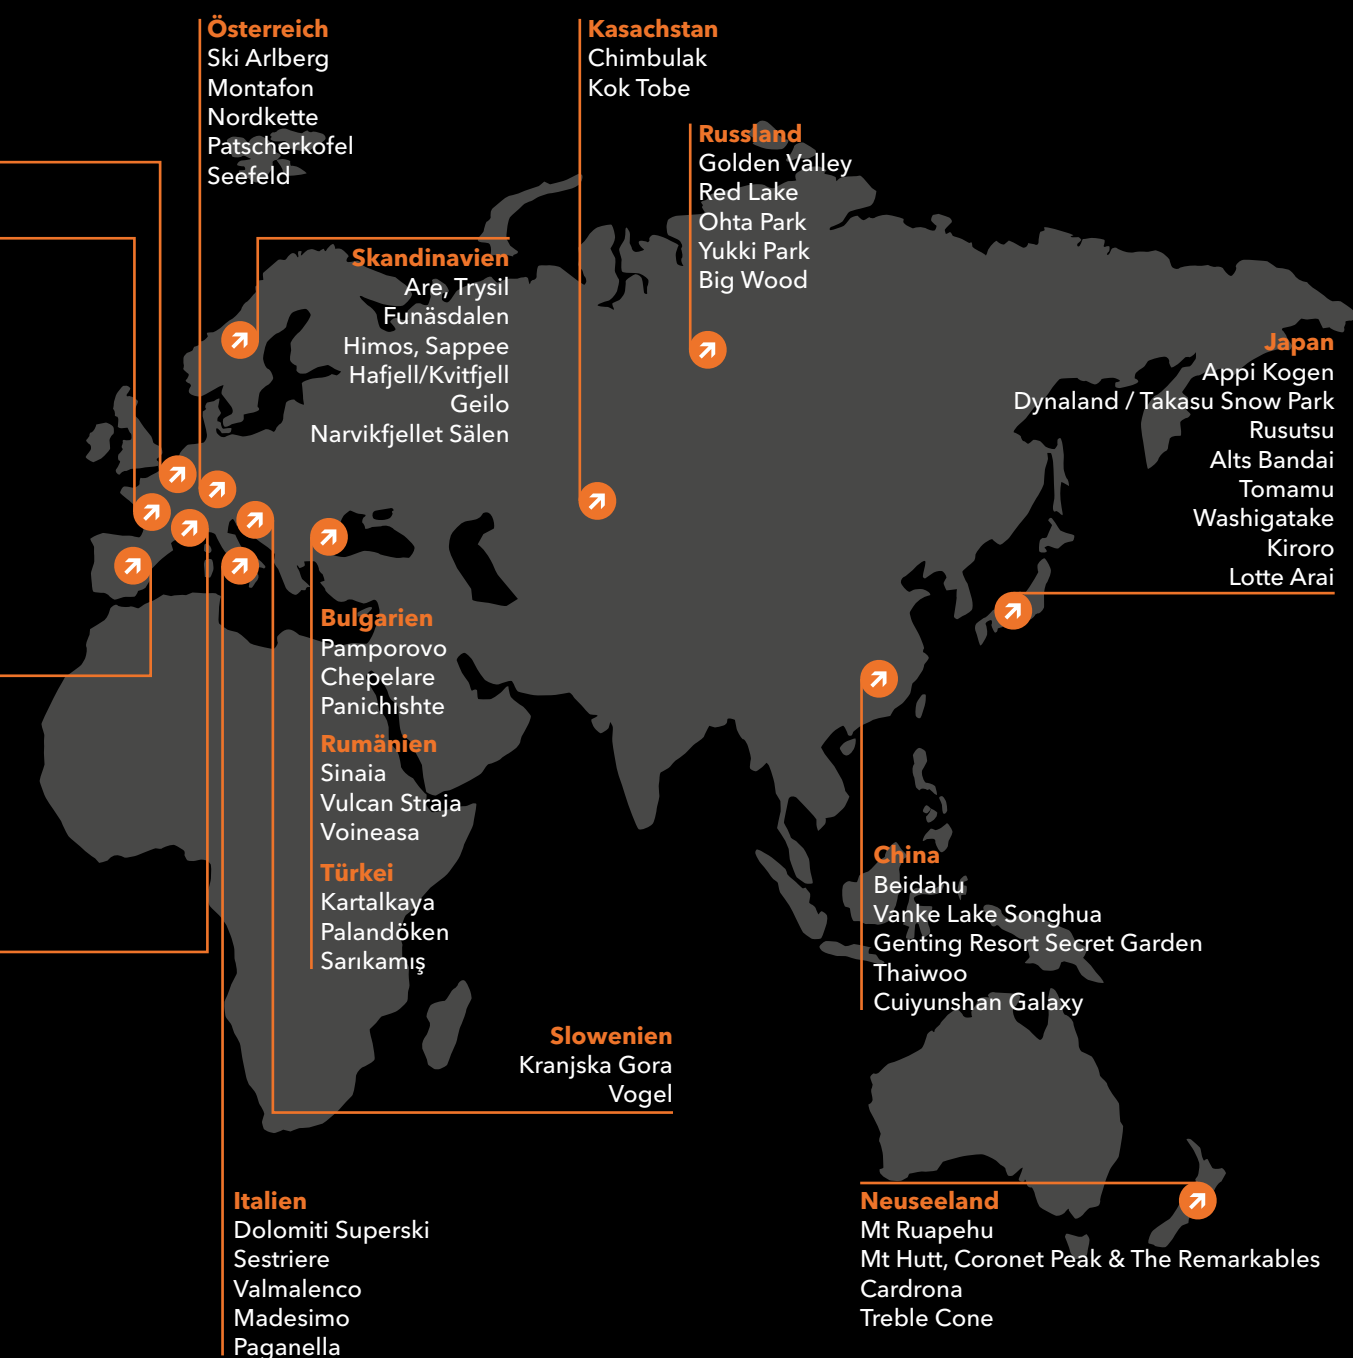 Österreich
Ski Arlberg
Montafon
Nordkette
Patscherkofel
Seefeld
Kasachstan
Chimbulak
Kok Tobe
Russland
Golden Valley
Red Lake
Ohta Park
Yukki Park
Big Wood
Skandinavien
Are, Trysil
Funäsdalen
Himos, Sappee
Hafjell/Kvitfjell
Geilo
Narvikfjellet Sälen
Japan
Appi Kogen
Dynaland / Takasu Snow Park
Rusutsu
Alts Bandai
Tomamu
Washigatake
Kiroro
Lotte Arai
Bulgarien
Pamporovo
Chepelare
Panichishte
Rumänien
Sinaia
Vulcan Straja
Voineasa
Türkei
Kartalkaya
Palandöken
Sarıkamış
China
Beidahu
Vanke Lake Songhua
Genting Resort Secret Garden
Thaiwoo
Cuiyunshan Galaxy
Slowenien
Kranjska Gora
Vogel
Italien
Dolomiti Superski
Sestriere
Valmalenco
Madesimo
Paganella
Neuseeland
Mt Ruapehu
Mt Hutt, Coronet Peak & The Remarkables
Cardrona
Treble Cone